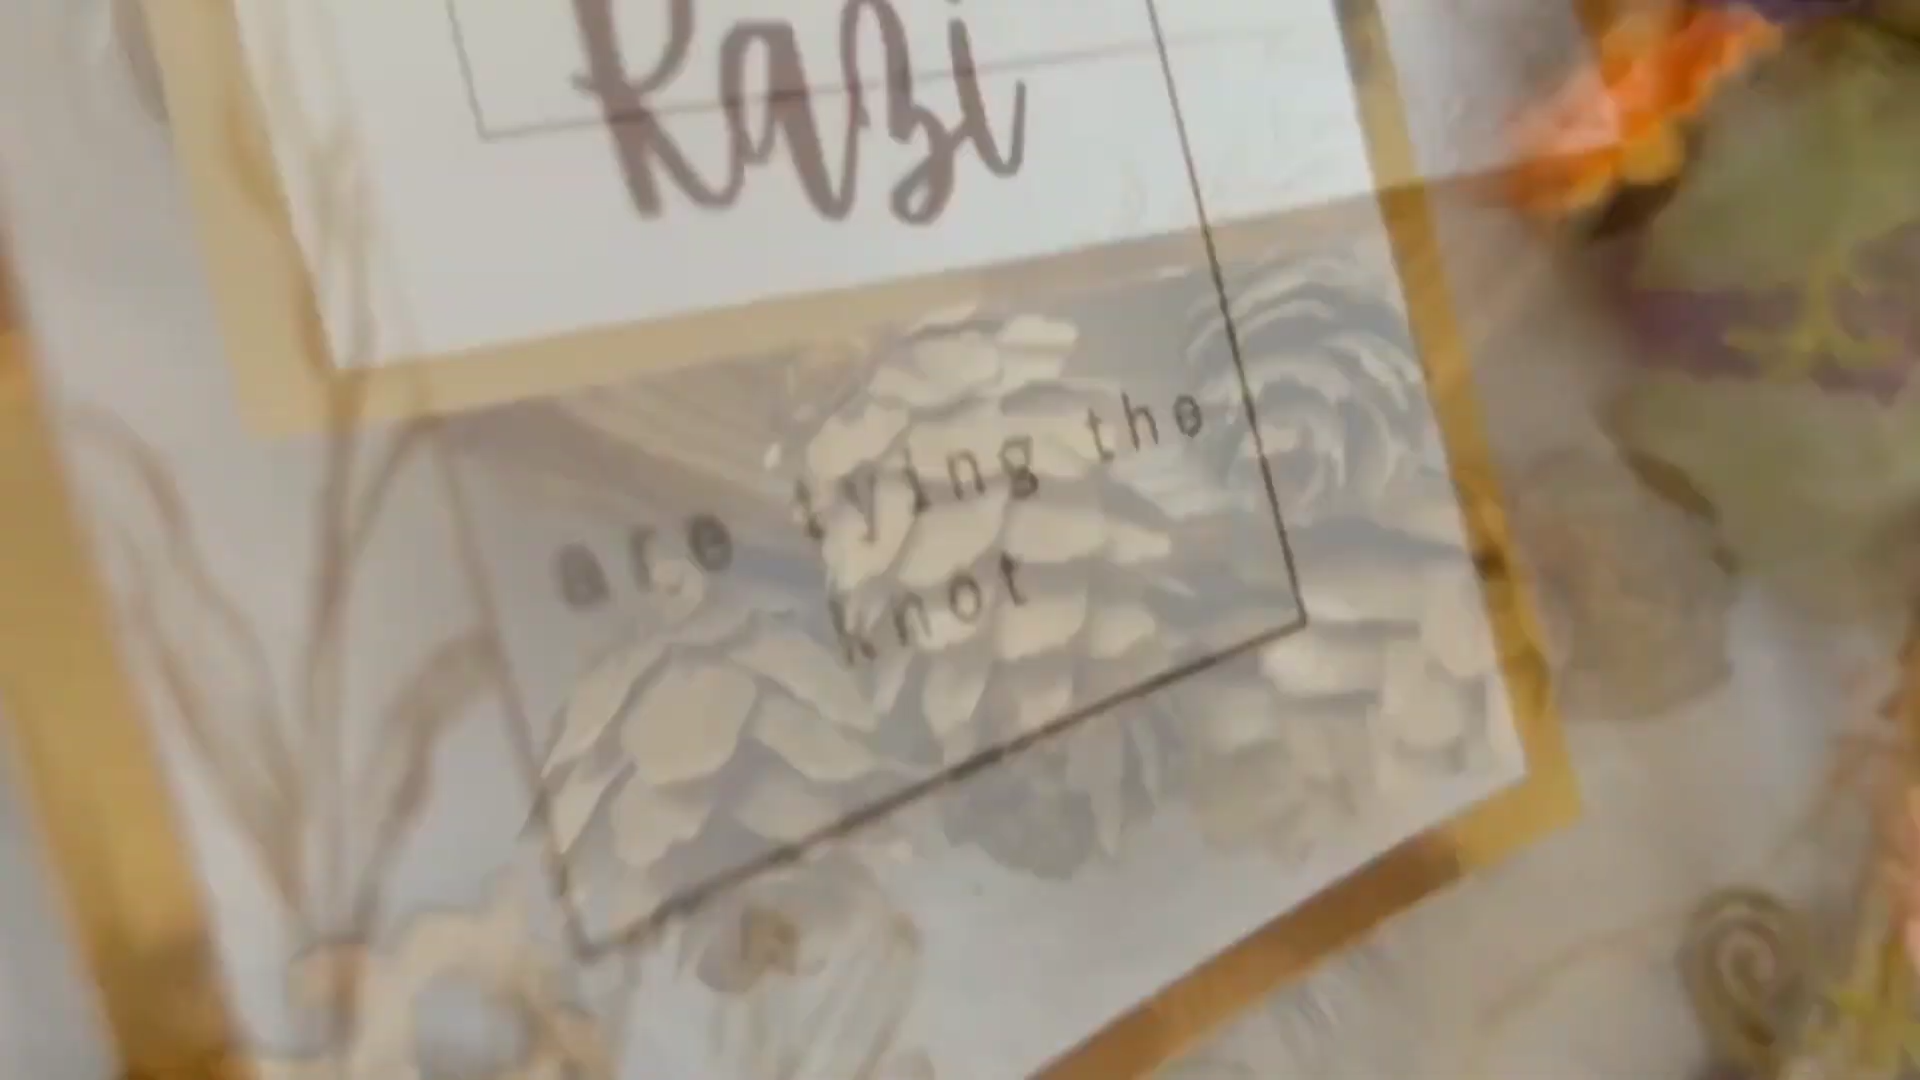 Razi
are tying the
knot